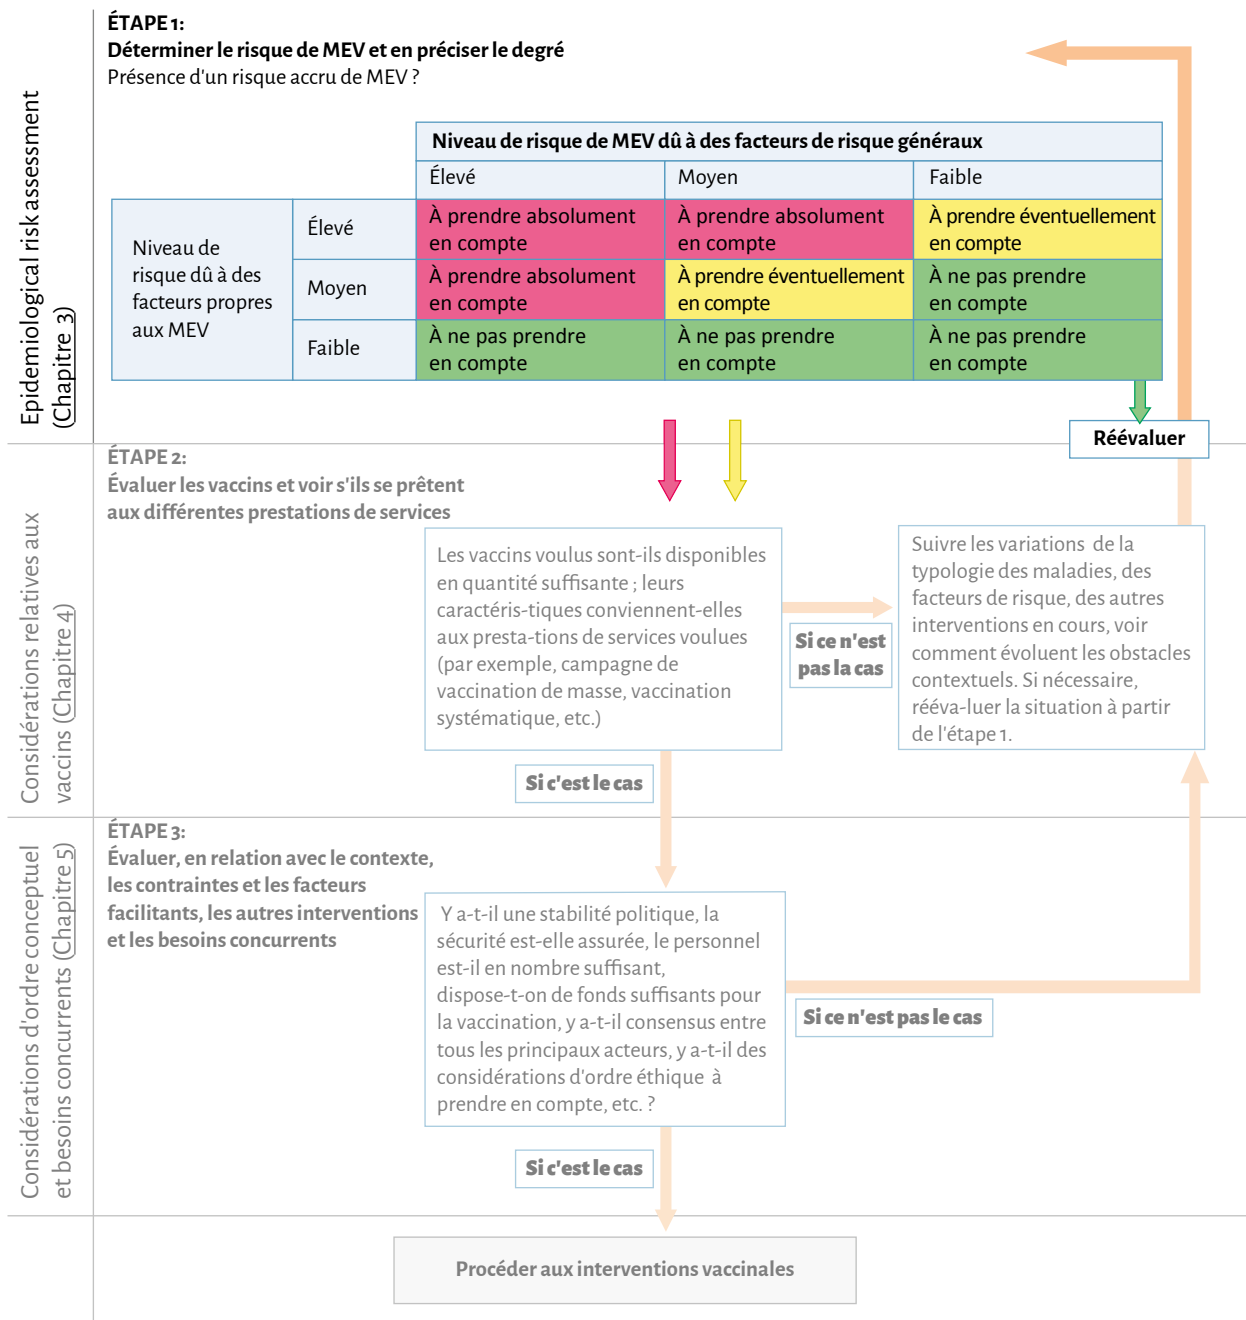 ÉTAPE 1:
Déterminer le risque de MEV et en préciser le degré
Présence d'un risque accru de MEV ?
Epidemiological risk assessment
(Chapitre 3)
Niveau de risque de MEV dû à des facteurs de risque généraux
Élevé
Moyen
Faible
Niveau de
risque dû à des
facteurs propres
aux MEV
Élevé
À prendre absolument
en compte
À prendre absolument
en compte
À prendre éventuellement
en compte
Moyen
À prendre absolument
en compte
À prendre éventuellement
en compte
À ne pas prendre
en compte
Faible
À ne pas prendre
en compte
À ne pas prendre
en compte
À ne pas prendre
en compte
Réévaluer
ÉTAPE 2:
Évaluer les vaccins et voir s'ils se prêtent
aux différentes prestations de services
Considérations relatives aux
vaccins (Chapitre 4)
Les vaccins voulus sont-ils disponibles
en quantité suffisante ; leurs
caractéris-tiques conviennent-elles
aux presta-tions de services voulues
(par exemple, campagne de
vaccination de masse, vaccination
systématique, etc.)
Si ce n'est
pas la cas
Suivre les variations de la
typologie des maladies, des
facteurs de risque, des autres
interventions en cours, voir
comment évoluent les obstacles
contextuels. Si nécessaire,
rééva-luer la situation à partir
de l'étape 1.
Si c'est le cas
ÉTAPE 3:
Évaluer, en relation avec le contexte,
les contraintes et les facteurs
facilitants, les autres interventions
et les besoins concurrents
Considérations d'ordre conceptuel
et besoins concurrents (Chapitre 5)
Y a-t-il une stabilité politique, la
sécurité est-elle assurée, le personnel
est-il en nombre suffisant,
dispose-t-on de fonds suffisants pour
la vaccination, y a-t-il consensus entre
tous les principaux acteurs, y a-t-il des
considérations d'ordre éthique à
prendre en compte, etc. ?
Si ce n'est pas le cas
Si c'est le cas
Procéder aux interventions vaccinales